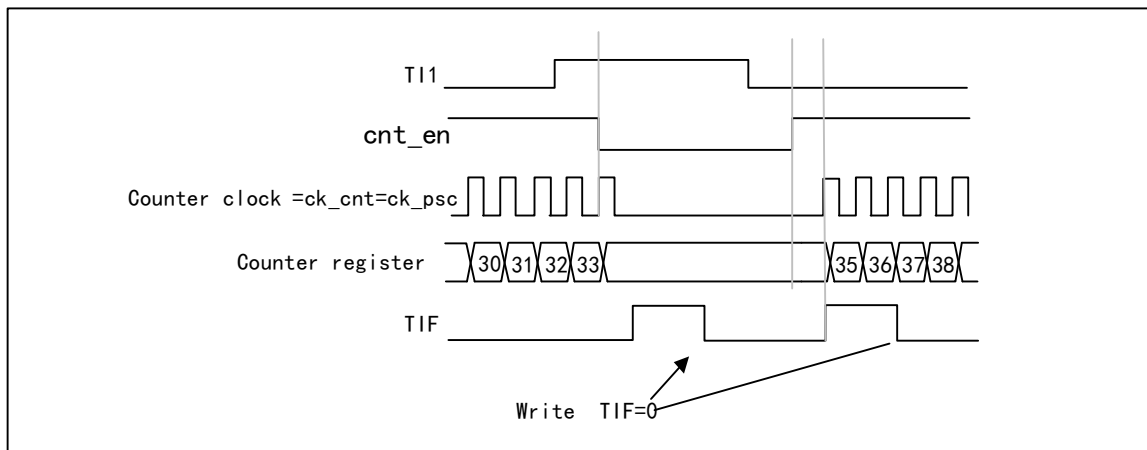 TI1
cnt_en
Counter clock =ck_cnt=ck_psc
Counter register 30 31 32 33 35 36 37 38
TIF
Write TIF=0